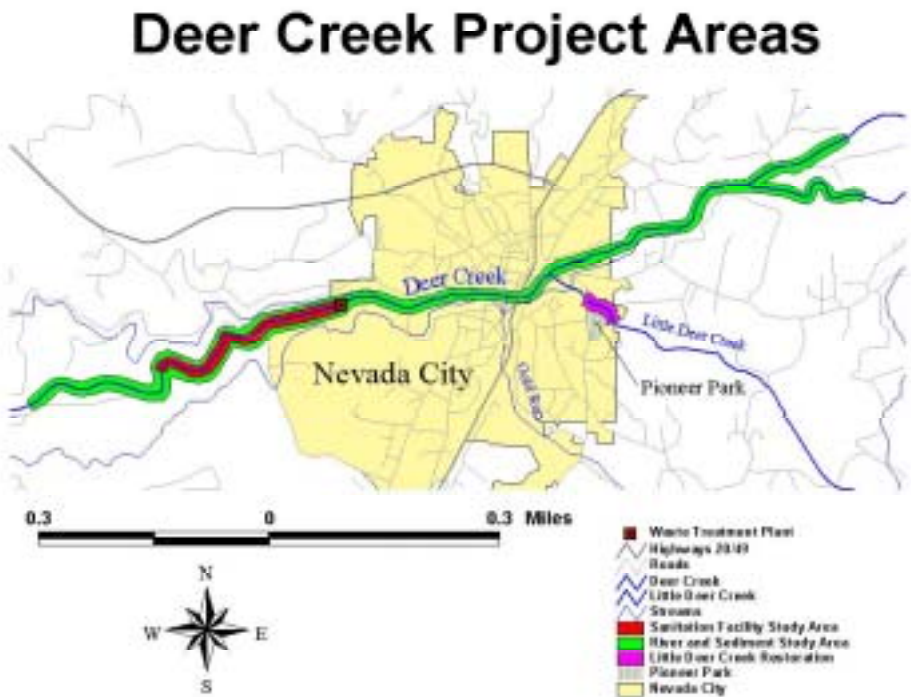 Deer Creek Project Areas
Deer Creek
Little Deer Creek
Nevada City
Pioneer Park
Gold Run
0.3 0 0.3 Miles
N
W E
S
Waste Treatment Plant
Highways 20/49
Roads
Deer Creek
Little Deer Creek
Streams
Sanitation Facility Study Area
River and Sediment Study Area
Little Deer Creek Restoration
Pioneer Park
Nevada City